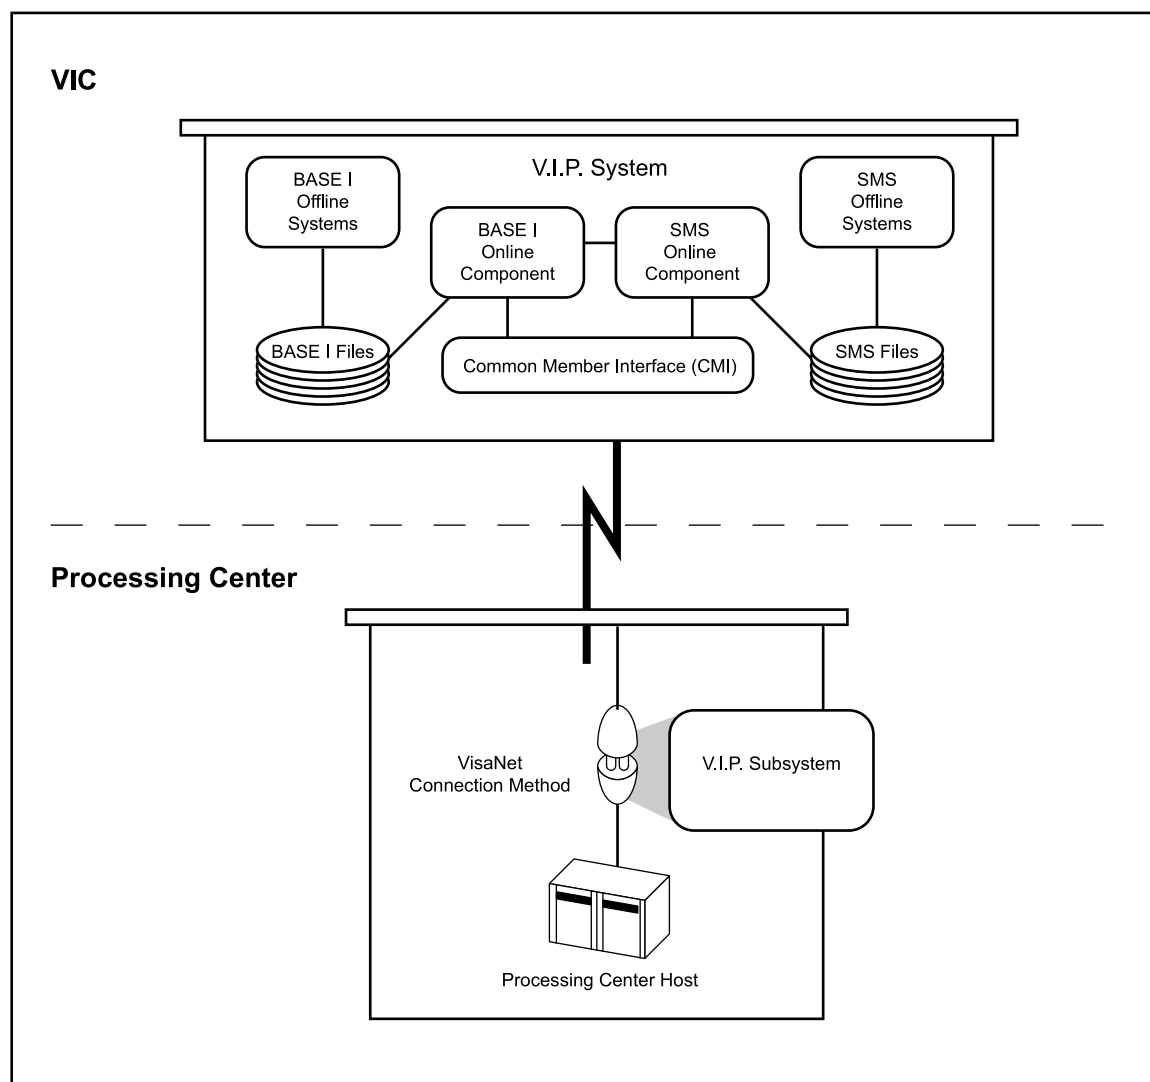 VIC
V.I.P. System
BASE I
Offline
Systems
BASE I
Online
Component
SMS
Online
Component
SMS
Offline
Systems
BASE I Files
Common Member Interface (CMI)
SMS Files
Processing Center
VisaNet
Connection Method
V.I.P. Subsystem
Processing Center Host